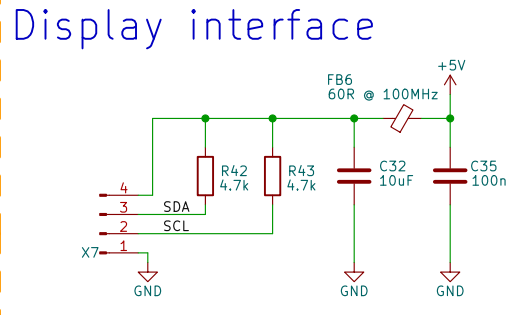 Display interface
+5V
FB6
60R @ 100MHz
R42
4.7k
R43
4.7k
C32
10uF
C35
100n
4
3 SDA
2 SCL
X7 1
GND GND GND